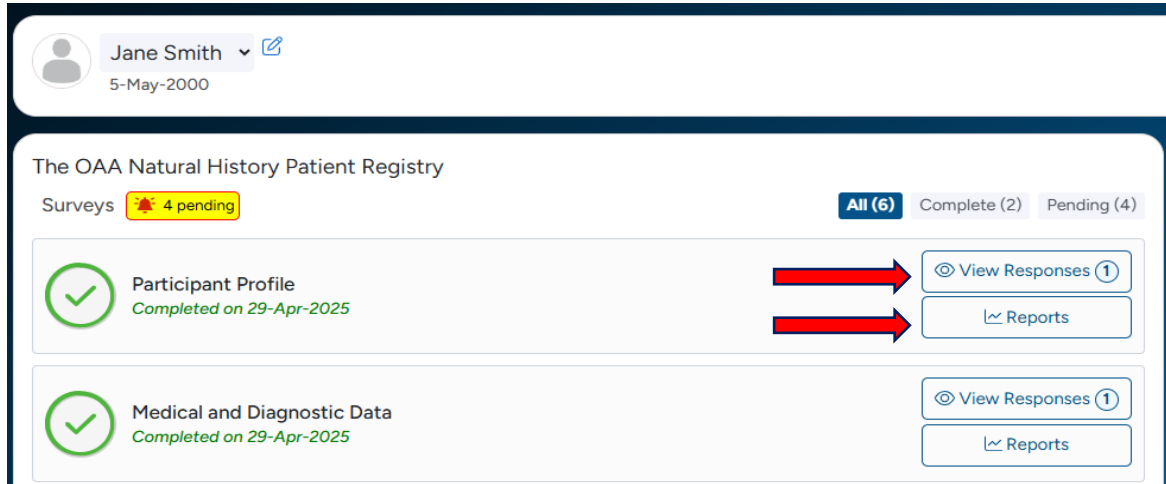 Jane Smith
5-May-2000
The OAA Natural History Patient Registry
Surveys 4 pending All (6) Complete (2) Pending (4)
Participant Profile
Completed on 29-Apr-2025
View Responses 1
Reports
Medical and Diagnostic Data
Completed on 29-Apr-2025
View Responses 1
Reports